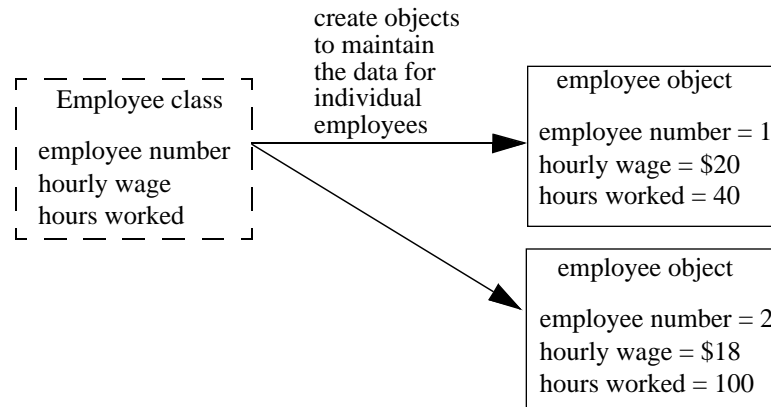 create objects
to maintain
the data for
individual
employees
Employee class
employee number
hourly wage
hours worked
employee object
employee number = 1
hourly wage = $20
hours worked = 40
employee object
employee number = 2
hourly wage = $18
hours worked = 100